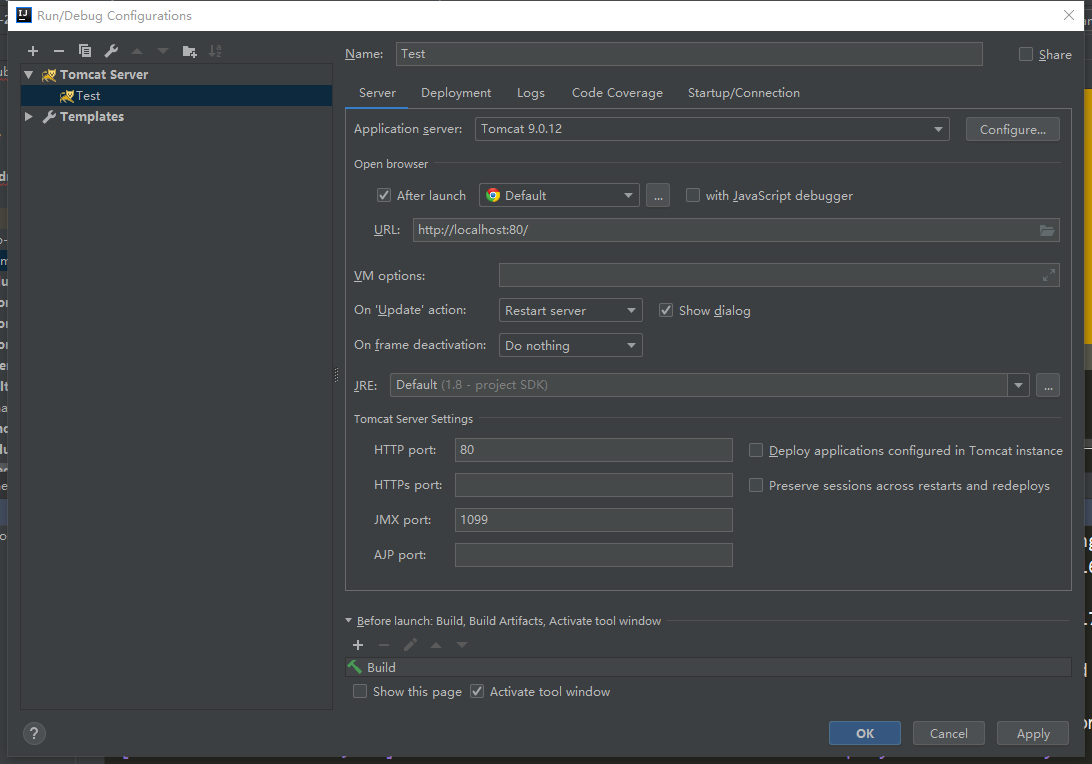 Run/Debug Configurations
Name: Test Share
Tomcat Server
Test
Templates
Server Deployment Logs Code Coverage Startup/Connection
Application server: Tomcat 9.0.12 Configure...
Open browser
After launch Default ... with JavaScript debugger
URL: http://localhost:80/
VM options:
On 'Update' action: Restart server Show dialog
On frame deactivation: Do nothing
JRE: Default (1.8 - project SDK) ...
Tomcat Server Settings
HTTP port: 80 Deploy applications configured in Tomcat instance
HTTPs port: Preserve sessions across restarts and redeploys
JMX port: 1099
AJP port:
Before launch: Build, Build Artifacts, Activate tool window
Build
Show this page Activate tool window
? OK Cancel Apply